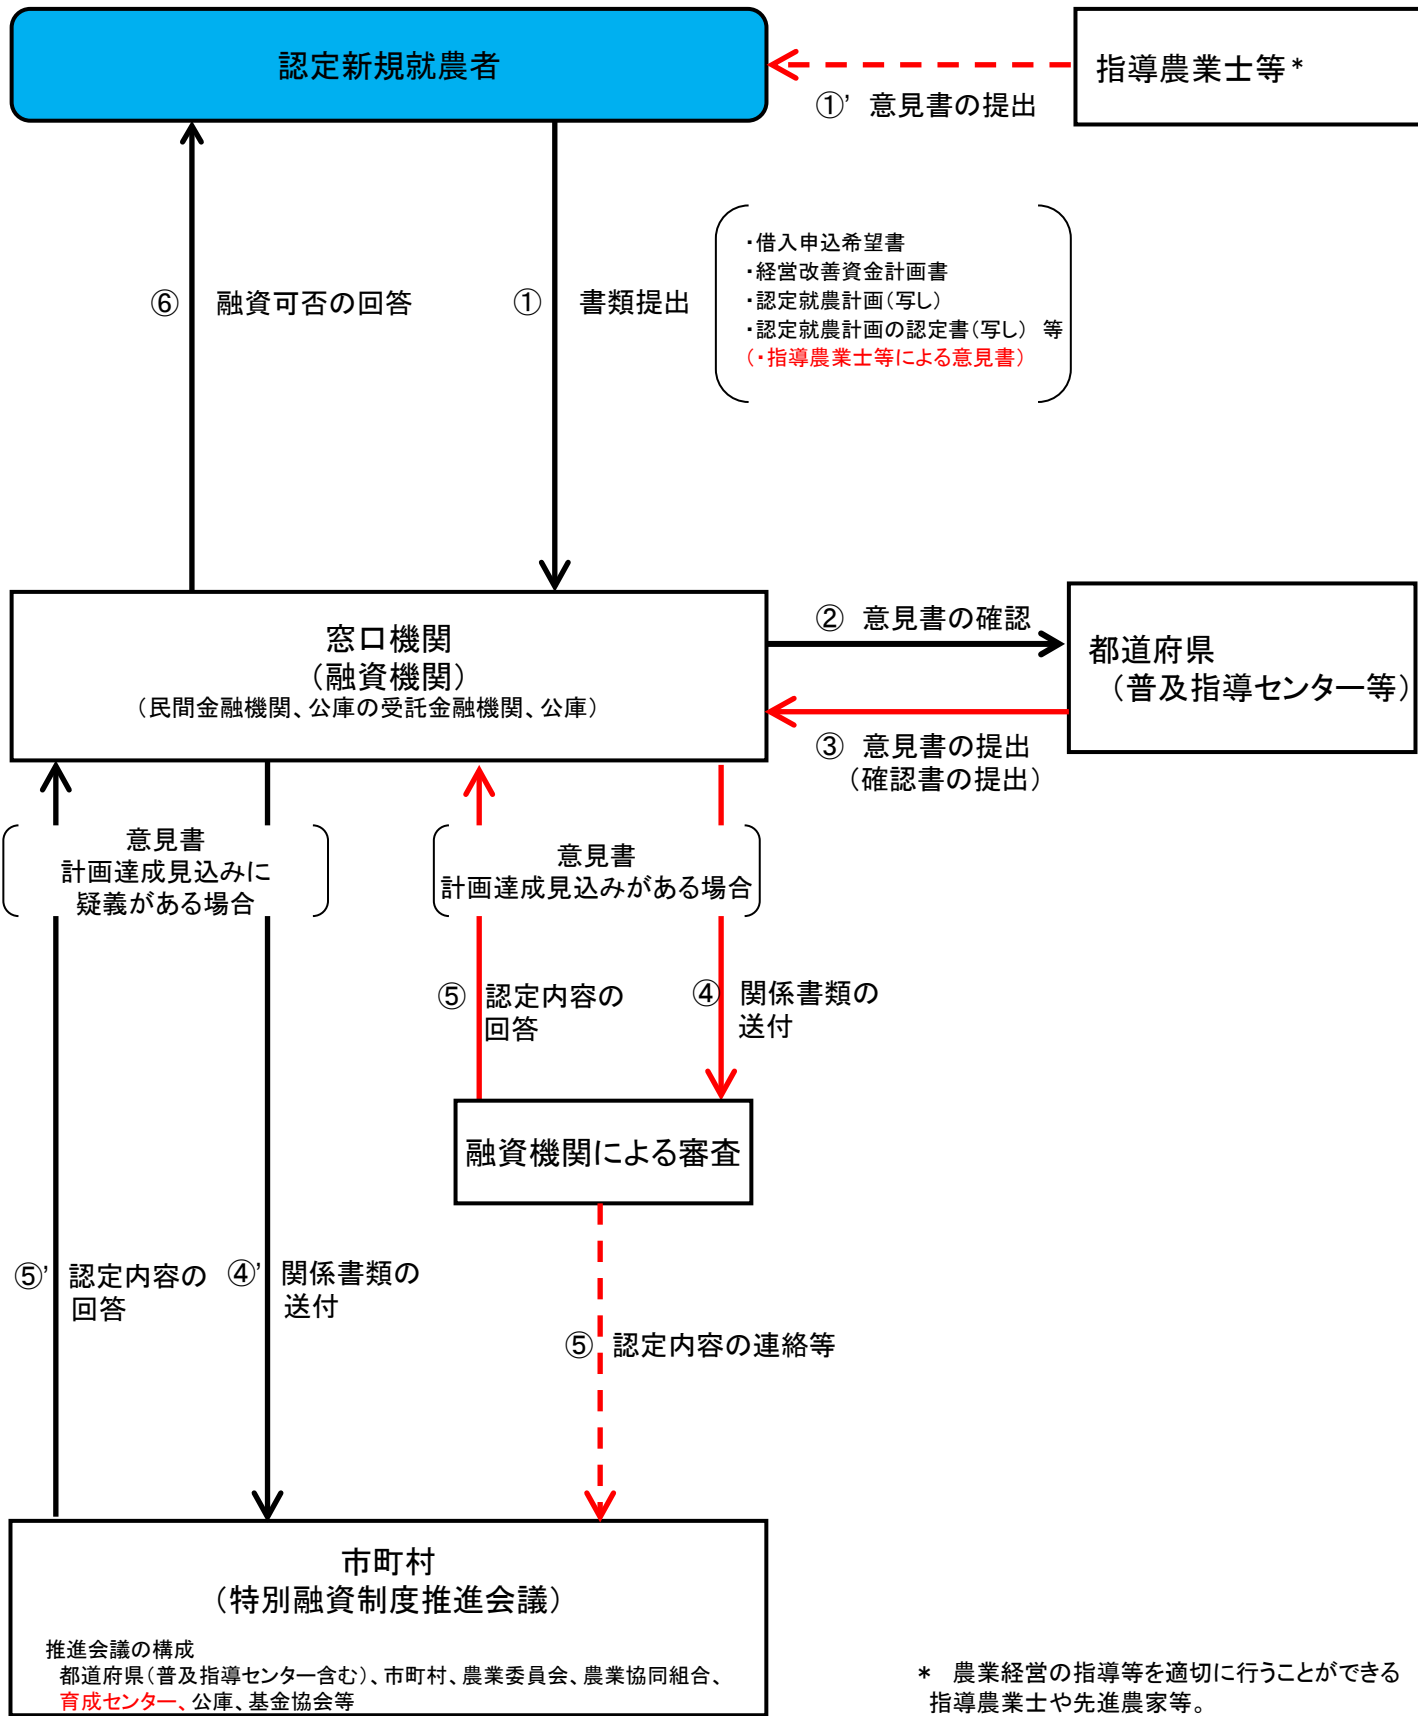 認定新規就農者
指導農業士等*
①’ 意見書の提出
・借入申込希望書
・経営改善資金計画書
・認定就農計画(写し)
・認定就農計画の認定書(写し) 等
(・指導農業士等による意見書)
⑥ 融資可否の回答
① 書類提出
窓口機関
(融資機関)
(民間金融機関、公庫の受託金融機関、公庫)
② 意見書の確認
都道府県
(普及指導センター等)
③ 意見書の提出
(確認書の提出)
意見書
計画達成見込みに
疑義がある場合
意見書
計画達成見込みがある場合
⑤ 認定内容の
回答
④ 関係書類の
送付
融資機関による審査
⑤’ 認定内容の
回答
④’ 関係書類の
送付
⑤ 認定内容の連絡等
市町村
(特別融資制度推進会議)
推進会議の構成
都道府県(普及指導センター含む)、市町村、農業委員会、農業協同組合、
育成センター、公庫、基金協会等
* 農業経営の指導等を適切に行うことができる
指導農業士や先進農家等。